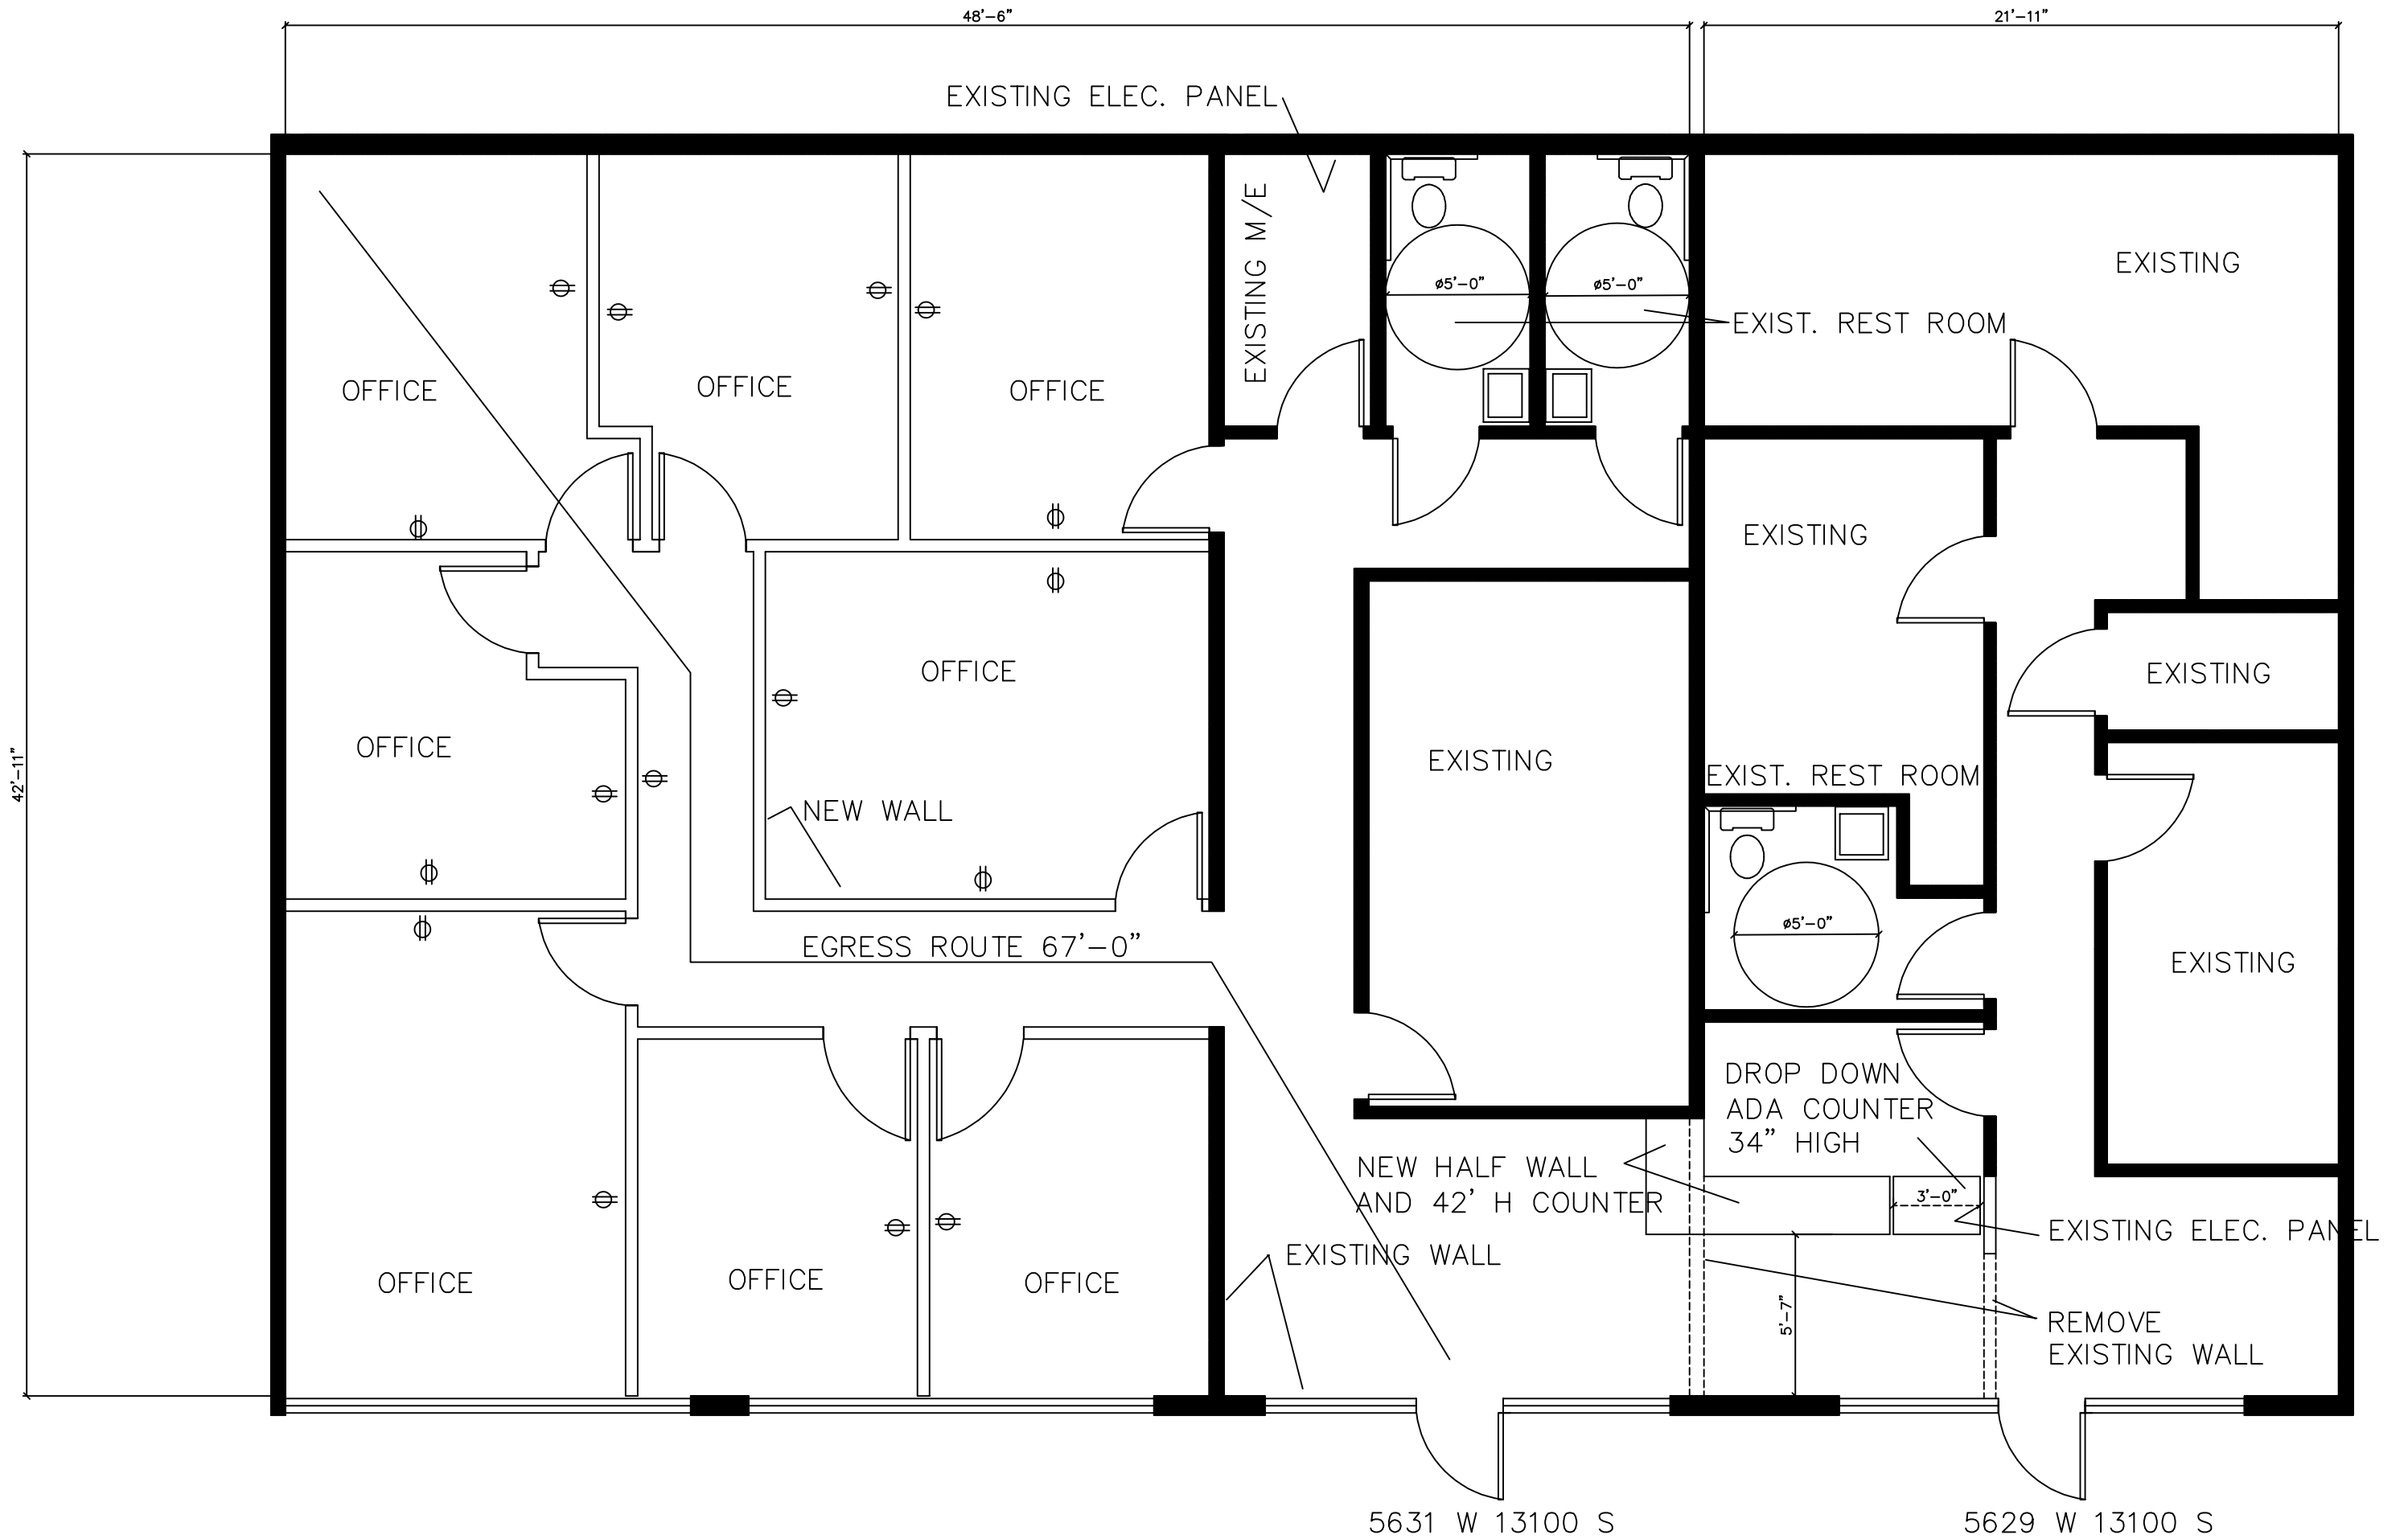 48'-6"
21'-11"
EXISTING ELEC. PANEL
42'-11"
EXISTING M/E
EXISTING
ø5'-0"
ø5'-0"
EXIST. REST ROOM
OFFICE
OFFICE
OFFICE
EXISTING
OFFICE
EXISTING
OFFICE
EXISTING
EXIST. REST ROOM
NEW WALL
ø5'-0"
EGRESS ROUTE 67'-0"
EXISTING
DROP DOWN
ADA COUNTER
34" HIGH
NEW HALF WALL
AND 42' H COUNTER
3'-0"
EXISTING ELEC. PANEL
EXISTING WALL
OFFICE
OFFICE
OFFICE
5'-7"
REMOVE
EXISTING WALL
5631 W 13100 S
5629 W 13100 S